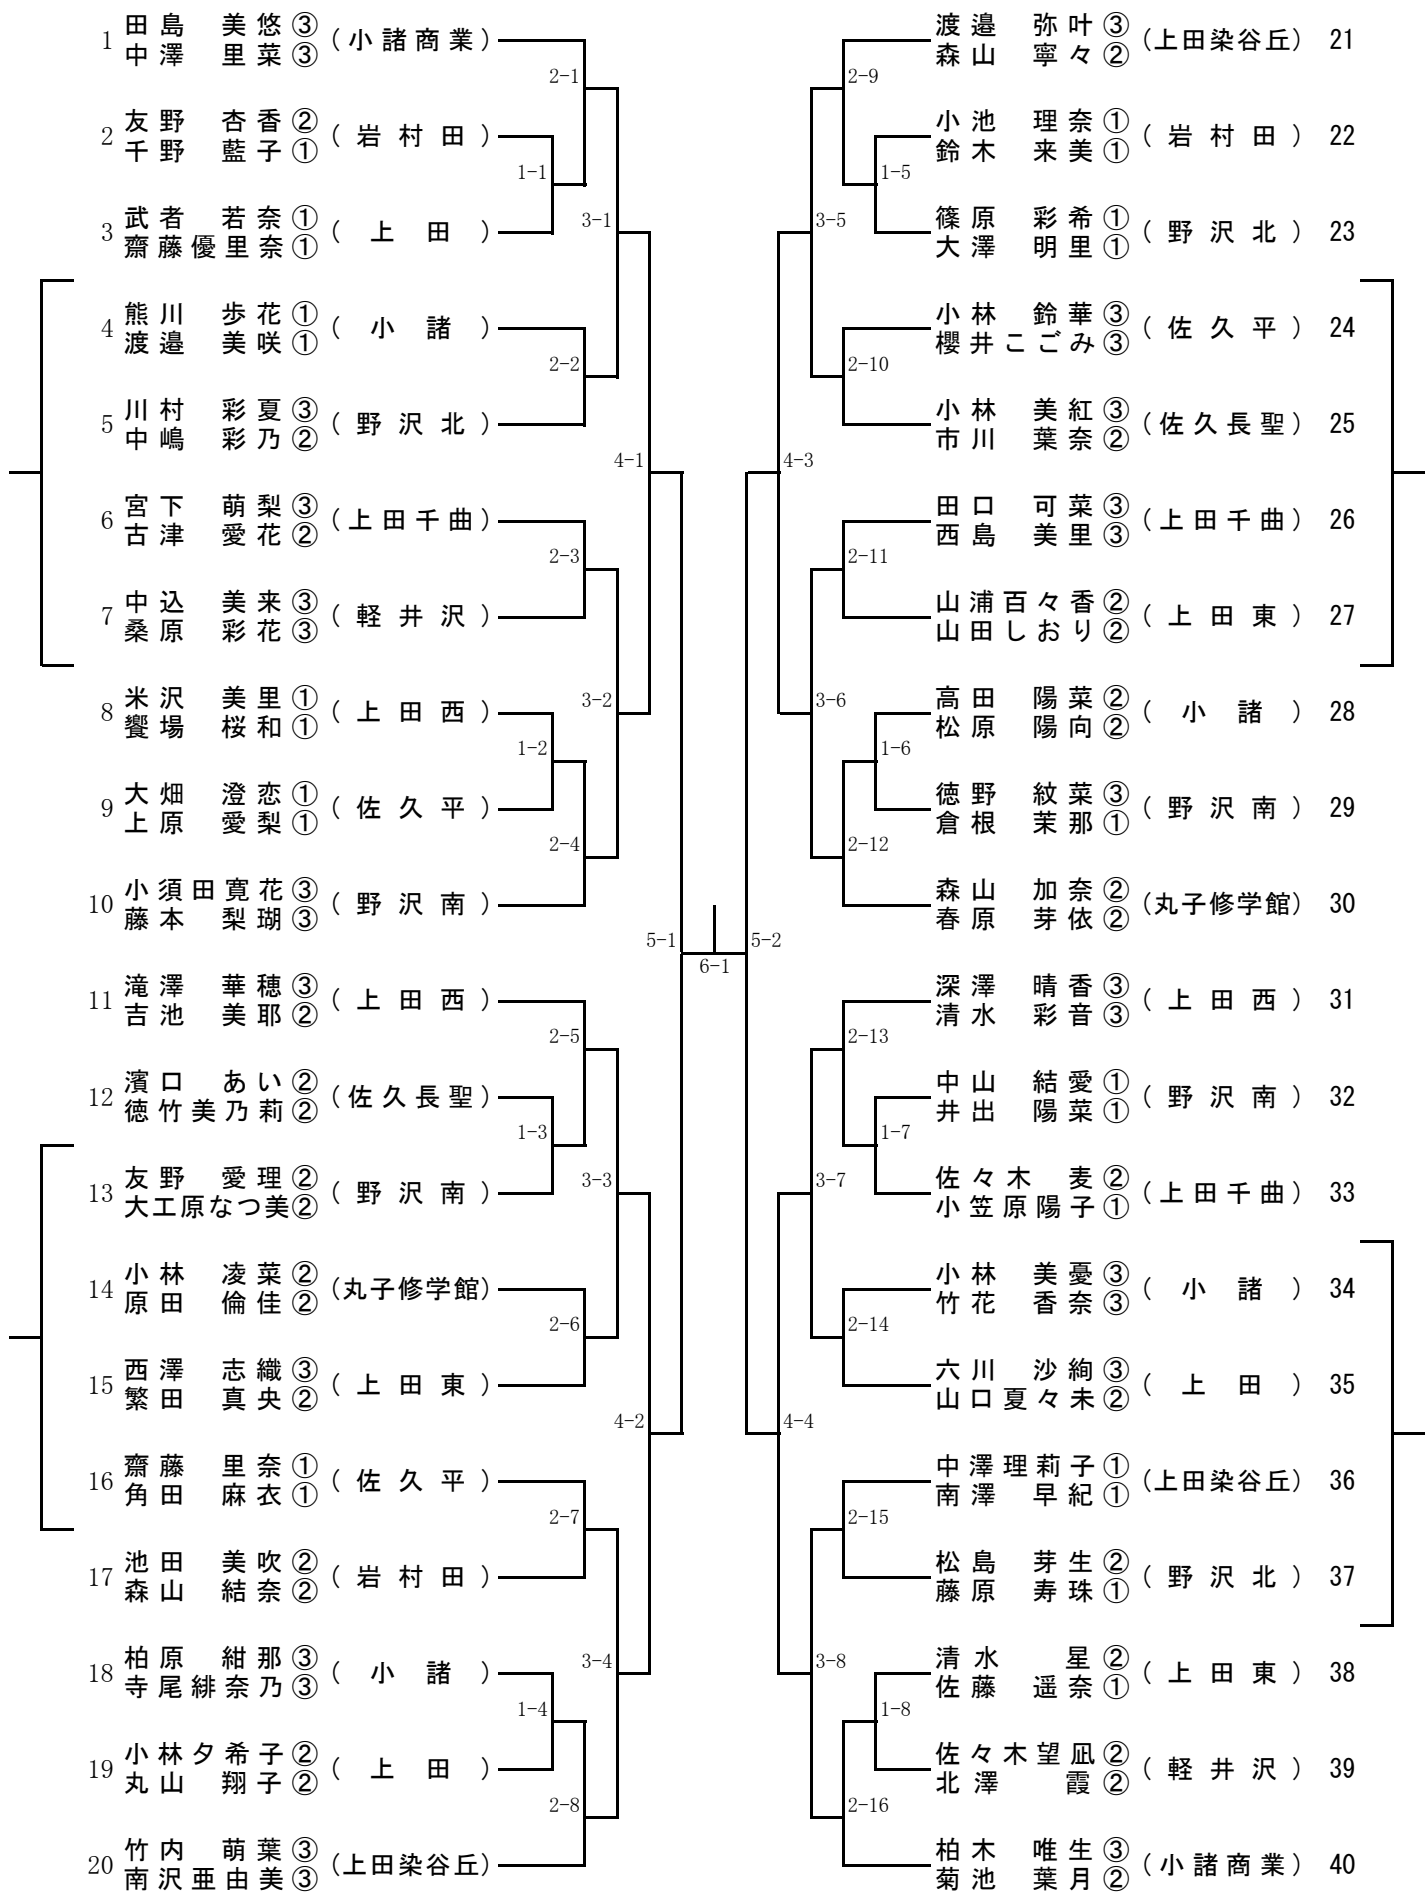 1 田島 美悠③ (小諸商業)
中澤 里菜③
2-1
2 友野 杏香② (岩村田)
千野 藍子①
1-1
3 武者 若奈① (上田)
齋藤優里奈①
3-1
4 熊川 歩花① (小諸)
渡邉 美咲①
2-2
5 川村 彩夏③ (野沢北)
中嶋 彩乃②
4-1
6 宮下 萌梨③ (上田千曲)
古津 愛花②
2-3
7 中込 美来③ (軽井沢)
桑原 彩花③
3-2
8 米沢 美里① (上田西)
饗場 桜和①
1-2
9 大畑 澄恋① (佐久平)
上原 愛梨①
2-4
10 小須田寛花③ (野沢南)
藤本 梨瑚③
5-1
11 滝澤 華穂③ (上田西)
吉池 美耶②
2-5
12 濱口 あい② (佐久長聖)
徳竹美乃莉②
1-3
13 友野 愛理② (野沢南)
大工原なつ美②
3-3
14 小林 凌菜② (丸子修学館)
原田 倫佳②
2-6
15 西澤 志織③ (上田東)
繁田 真央②
4-2
16 齋藤 里奈① (佐久平)
角田 麻衣①
2-7
17 池田 美吹② (岩村田)
森山 結奈②
3-4
18 柏原 紺那③ (小諸)
寺尾緋奈乃③
1-4
19 小林夕希子② (上田)
丸山 翔子②
2-8
20 竹内 萌葉③ (上田染谷丘)
南沢亜由美③
6-1
渡邉 弥叶③ (上田染谷丘) 21
森山 寧々②
2-9
小池 理奈① (岩村田) 22
鈴木 来美①
1-5
篠原 彩希① (野沢北) 23
大澤 明里①
3-5
小林 鈴華③ (佐久平) 24
櫻井こごみ③
2-10
小林 美紅③ (佐久長聖) 25
市川 葉奈②
4-3
田口 可菜③ (上田千曲) 26
西島 美里③
2-11
山浦百々香② (上田東) 27
山田しおり②
3-6
高田 陽菜② (小諸) 28
松原 陽向②
1-6
徳野 紋菜③ (野沢南) 29
倉根 茉那①
2-12
森山 加奈② (丸子修学館) 30
春原 芽依②
5-2
深澤 晴香③ (上田西) 31
清水 彩音③
2-13
中山 結愛① (野沢南) 32
井出 陽菜①
1-7
佐々木 麦② (上田千曲) 33
小笠原陽子①
3-7
小林 美憂③ (小諸) 34
竹花 香奈③
2-14
六川 沙絢③ (上田) 35
山口夏々未②
4-4
中澤理莉子① (上田染谷丘) 36
南澤 早紀①
2-15
松島 芽生② (野沢北) 37
藤原 寿珠①
3-8
清水 星② (上田東) 38
佐藤 遥奈①
1-8
佐々木望凪② (軽井沢) 39
北澤 霞②
2-16
柏木 唯生③ (小諸商業) 40
菊池 葉月②